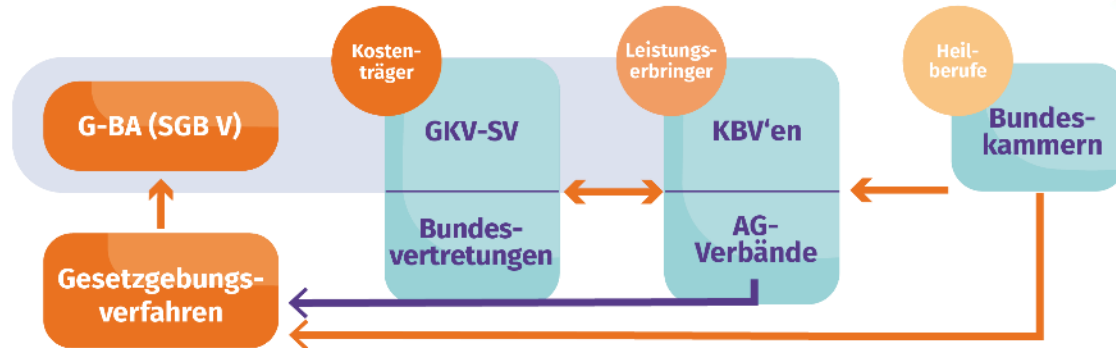 Kosten-
träger
Leistungs-
erbringer
Heil-
berufe
G-BA (SGB V)
GKV-SV
KBV‘en
Bundes-
kammern
Bundes-
vertretungen
AG-
Verbände
Gesetzgebungs-
verfahren